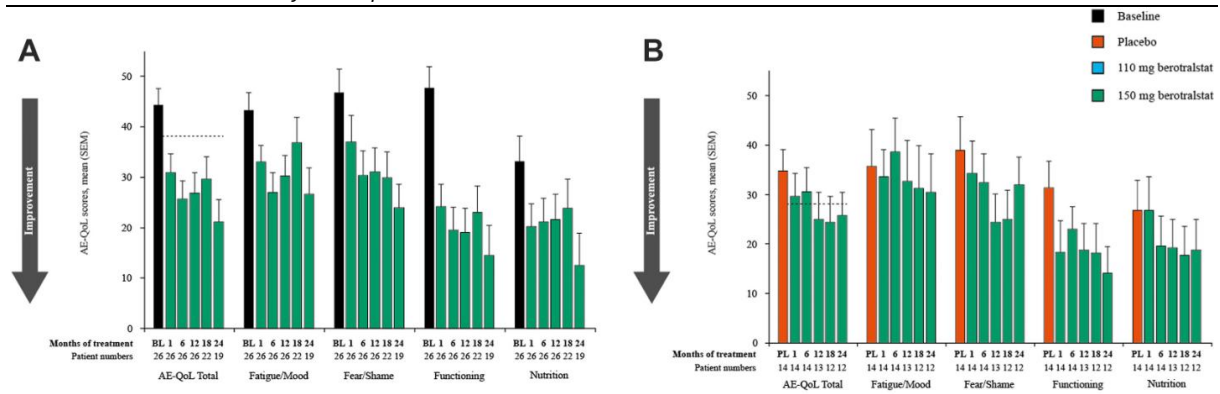 Baseline
Placebo
110 mg berotralstat
150 mg berotralstat
A
Improvement
AE-QoL scores, mean (SEM)
50
40
30
20
10
0
Months of treatment BL 1 6 12 18 24 BL 1 6 12 18 24 BL 1 6 12 18 24 BL 1 6 12 18 24 BL 1 6 12 18 24
Patient numbers 26 26 26 26 22 19 26 26 26 26 22 19 26 26 26 26 22 19 26 26 26 26 22 19 26 26 26 26 22 19
AE-QoL Total Fatigue/Mood Fear/Shame Functioning Nutrition
B
Improvement
AE-QoL scores, mean (SEM)
50
40
30
20
10
0
Months of treatment PL 1 6 12 18 24 PL 1 6 12 18 24 PL 1 6 12 18 24 PL 1 6 12 18 24 PL 1 6 12 18 24
Patient numbers 14 14 14 13 12 12 14 14 14 13 12 12 14 14 14 13 12 12 14 14 14 13 12 12 14 14 14 13 12 12
AE-QoL Total Fatigue/Mood Fear/Shame Functioning Nutrition